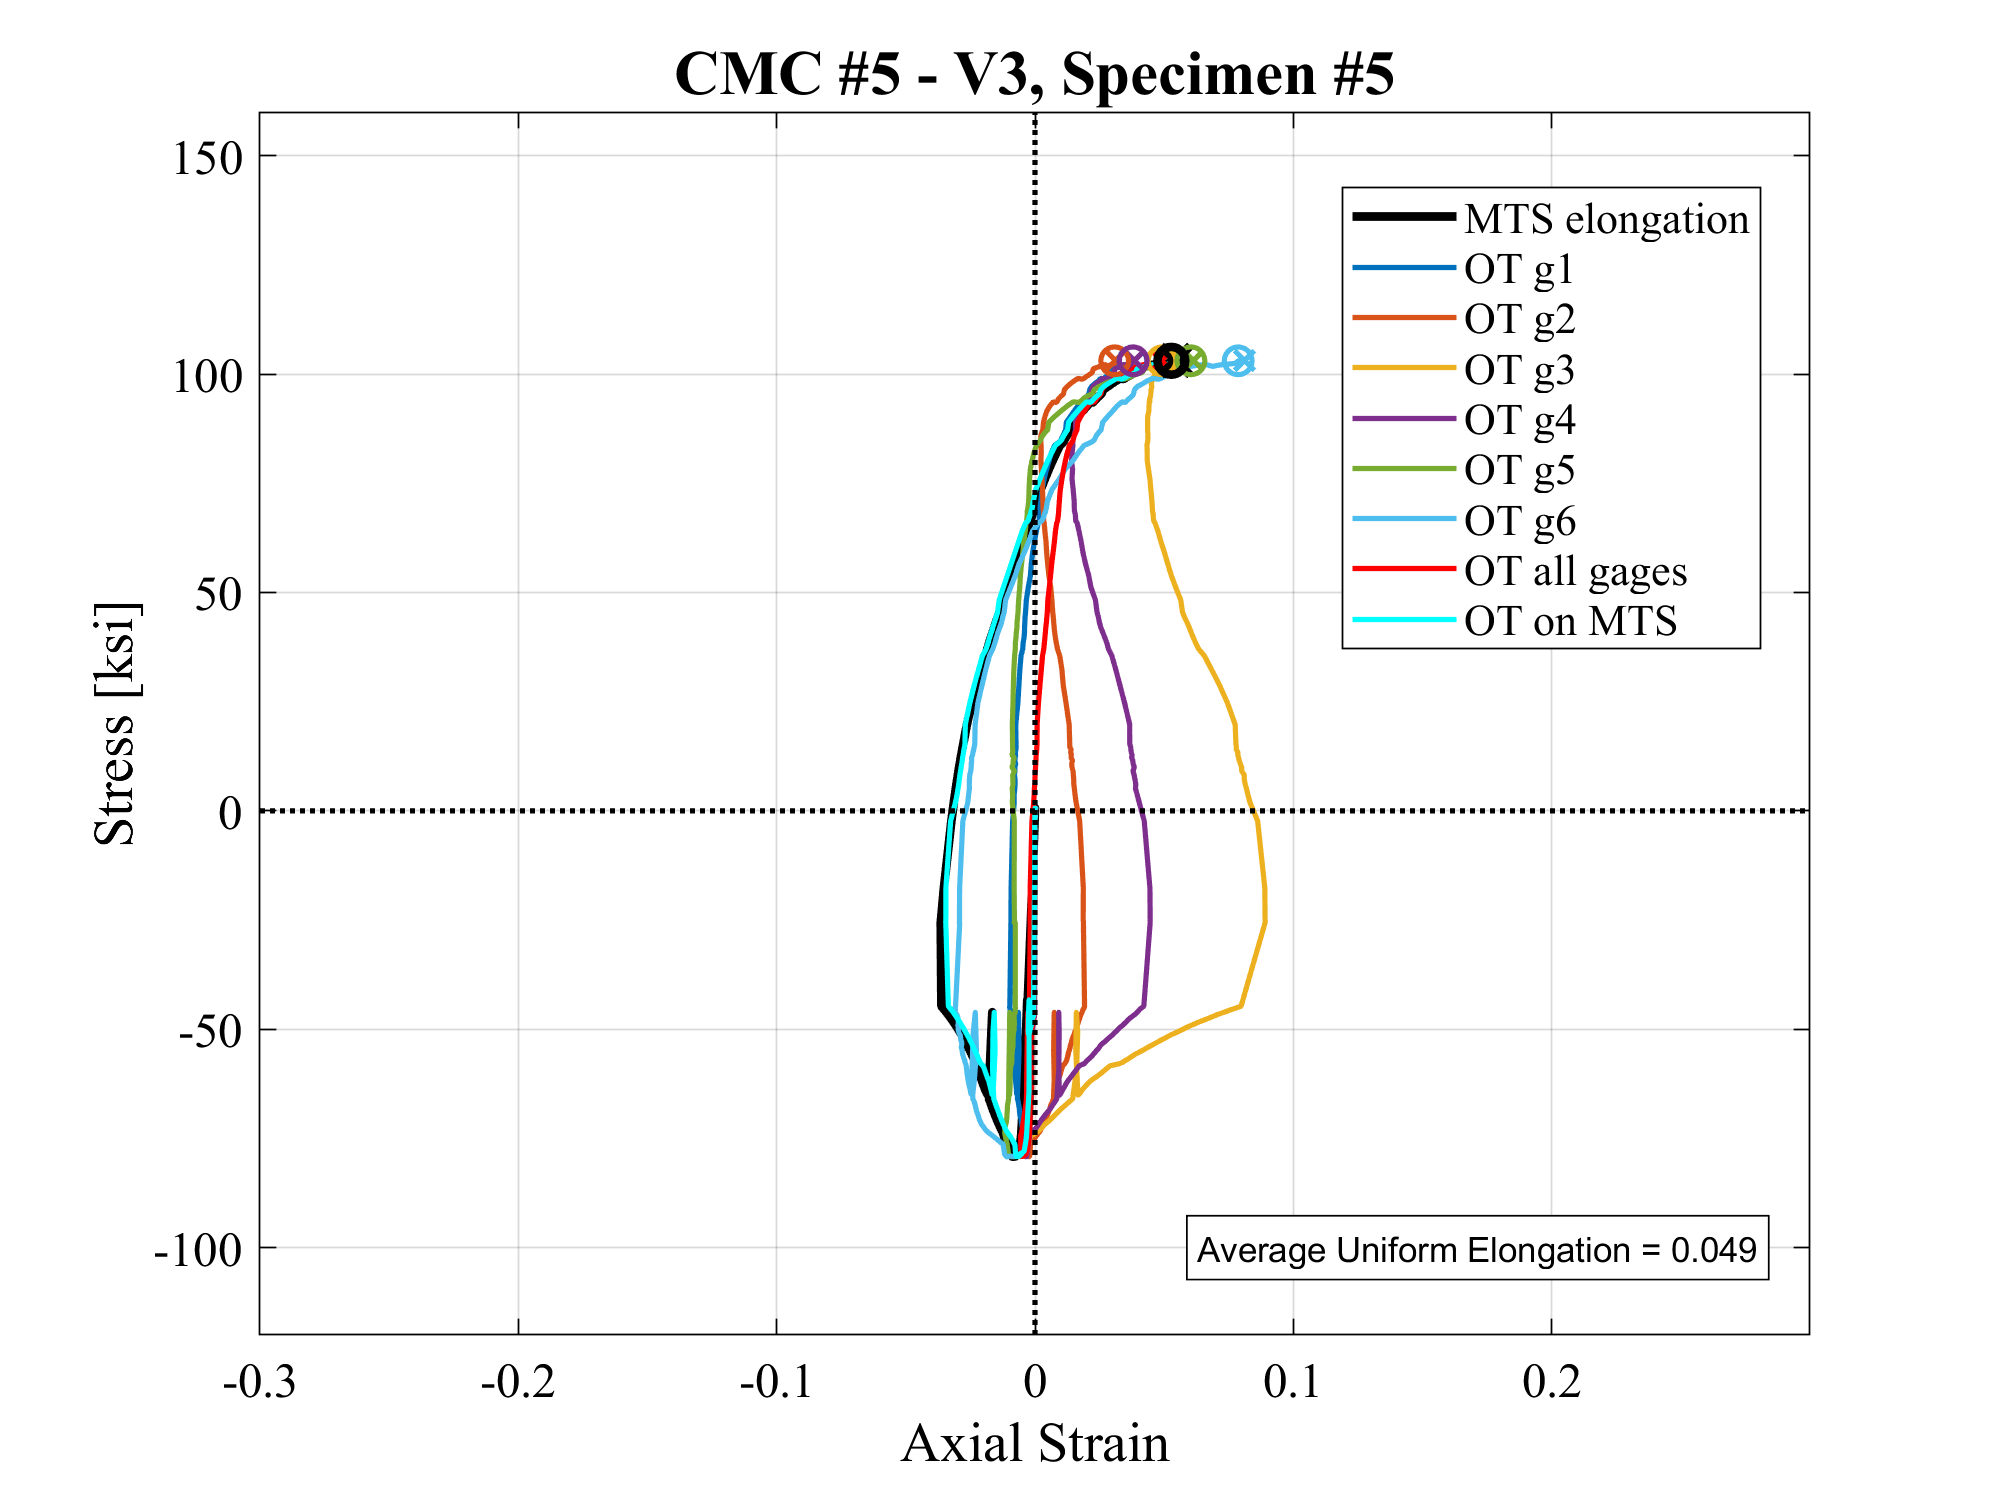 CMC #5 - V3, Specimen #5
150
100
50
0
-50
-100
Stress [ksi]
MTS elongation
OT g1
OT g2
OT g3
OT g4
OT g5
OT g6
OT all gages
OT on MTS
Average Uniform Elongation = 0.049
-0.3 -0.2 -0.1 0 0.1 0.2
Axial Strain